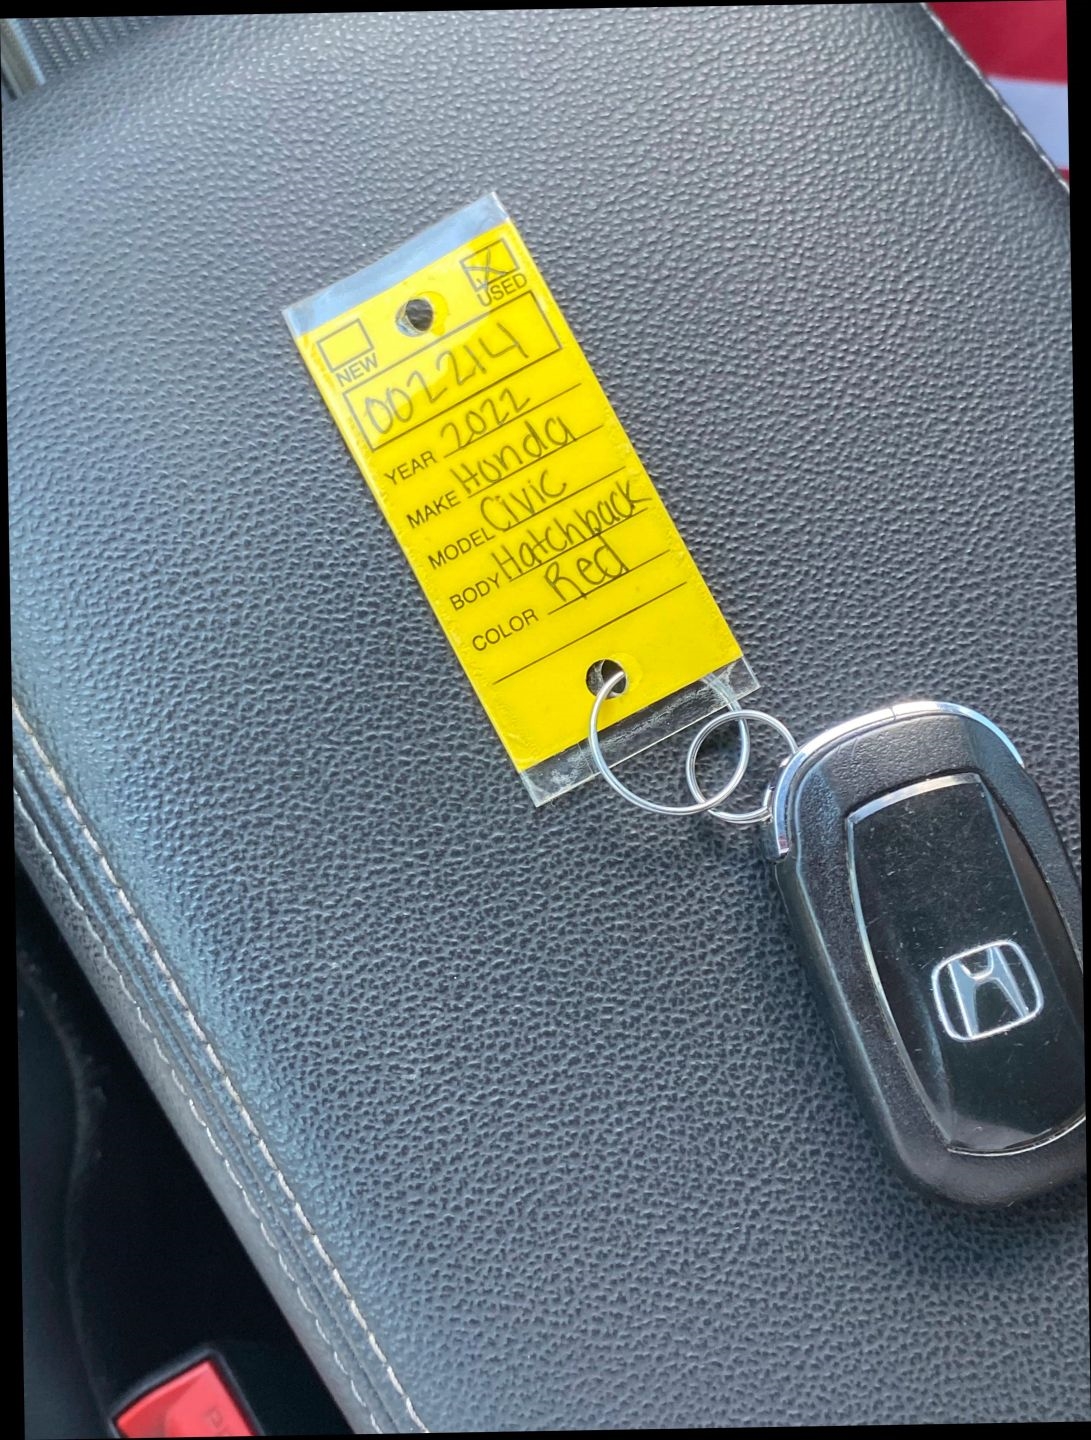 NEW USED
002214
YEAR 2022
MAKE Honda
MODEL Civic
BODY Hatchback
COLOR Red